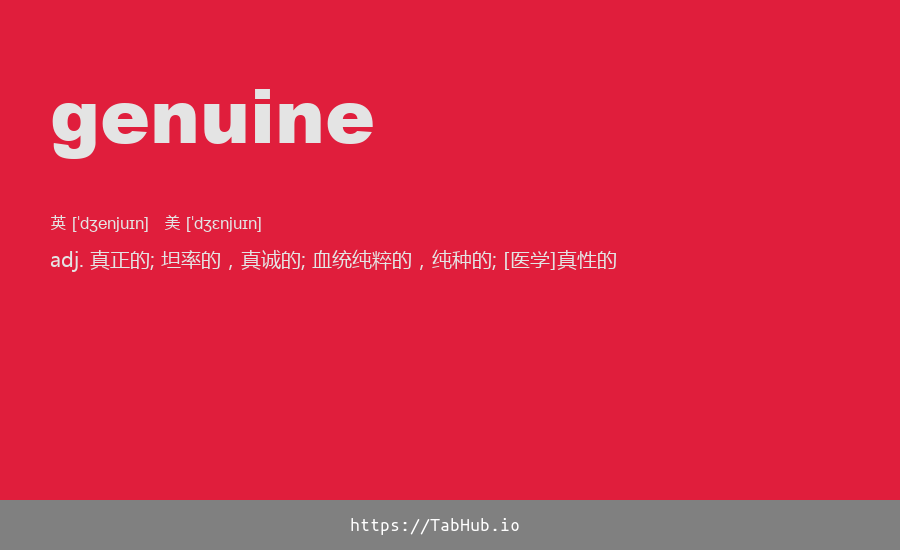 genuine
英 [ˈdʒenjuɪn] 美 [ˈdʒɛnjuɪn]
adj. 真正的; 坦率的，真诚的; 血统纯粹的，纯种的; [医学]真性的
https://TabHub.io